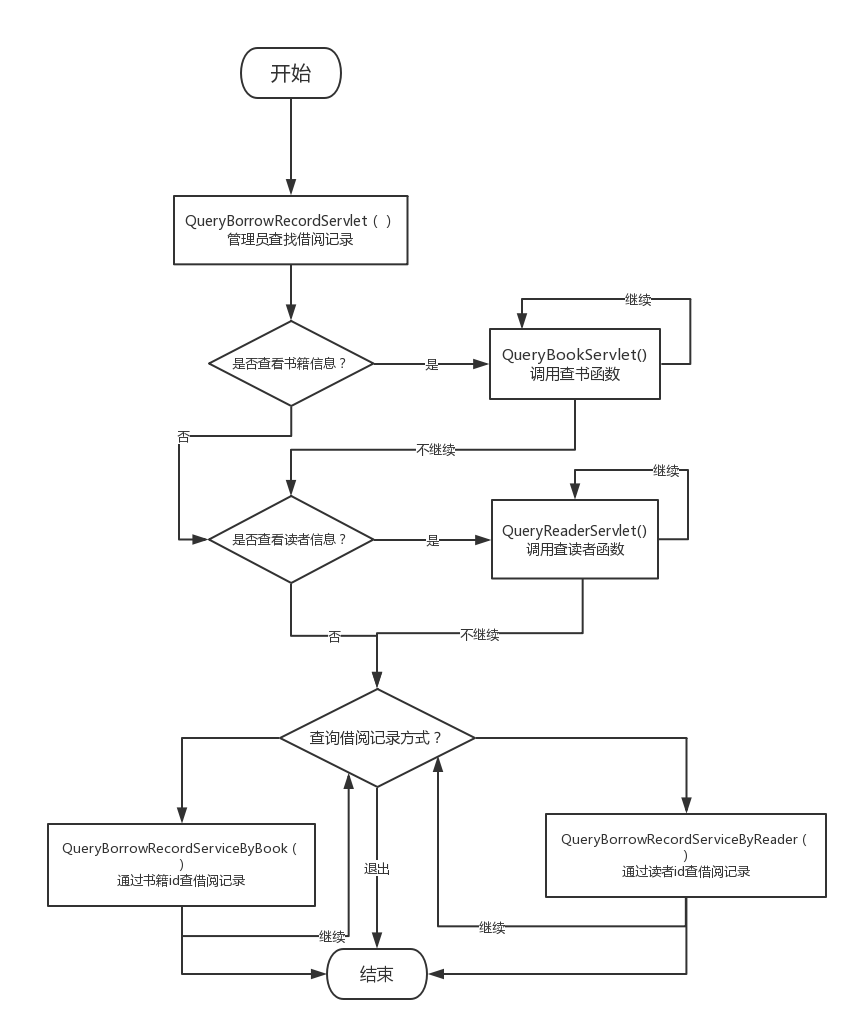 开始
QueryBorrowRecordServlet（ ）
管理员查找借阅记录
继续
是否查看书籍信息？
是
QueryBookServlet()
调用查书函数
否
不继续
继续
是否查看读者信息？
是
QueryReaderServlet()
调用查读者函数
否
不继续
查询借阅记录方式？
QueryBorrowRecordServiceByBook（
）
通过书籍id查借阅记录
退出
QueryBorrowRecordServiceByReader（
）
通过读者id查借阅记录
继续
继续
结束